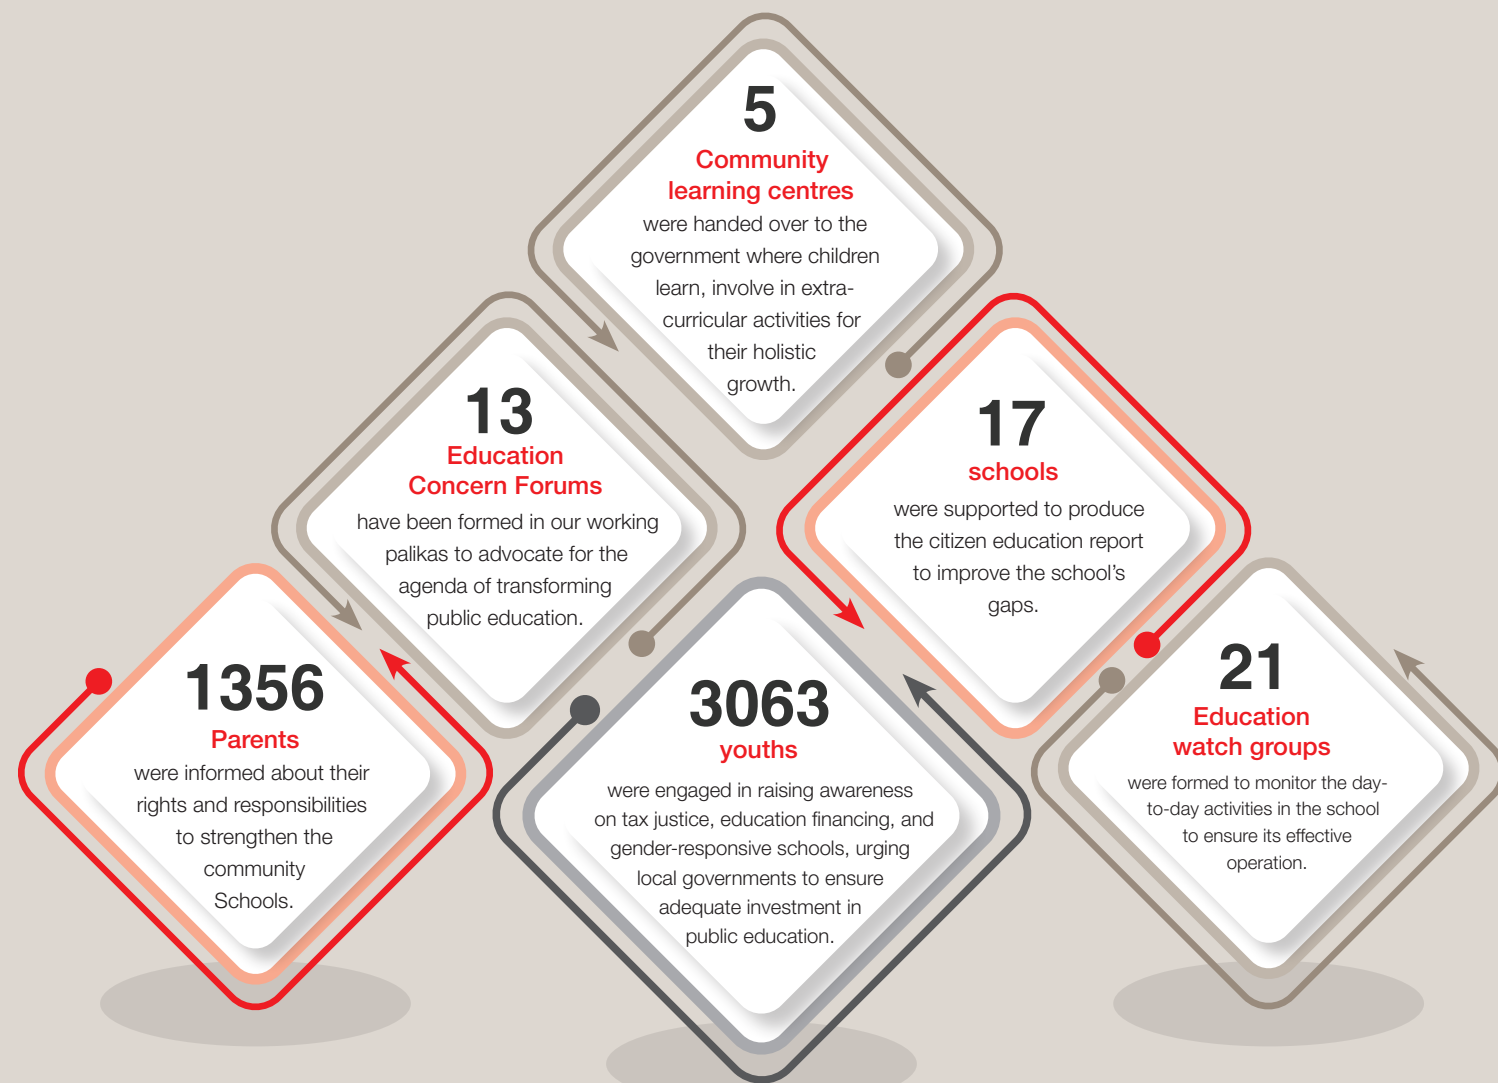 5
Community
learning centres
were handed over to the
government where children
learn, involve in extra-
curricular activities for
their holistic
growth.
13
Education
Concern Forums
have been formed in our working
palikas to advocate for the
agenda of transforming
public education.
17
schools
were supported to produce
the citizen education report
to improve the school's
gaps.
1356
Parents
were informed about their
rights and responsibilities
to strengthen the
community
Schools.
3063
youths
were engaged in raising awareness
on tax justice, education financing, and
gender-responsive schools, urging
local governments to ensure
adequate investment in
public education.
21
Education
watch groups
were formed to monitor the day-
to-day activities in the school
to ensure its effective
operation.